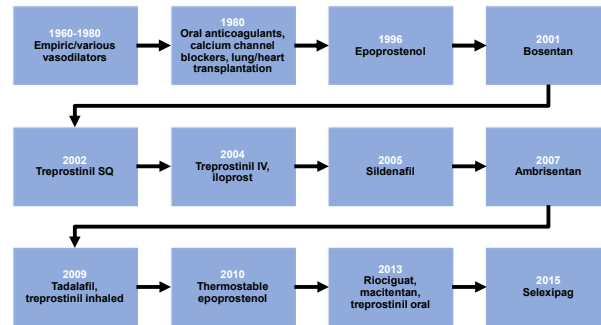 1960-1980
Empiric/various
vasodilators
1980
Oral anticoagulants,
calcium channel
blockers, lung/heart
transplantation
1996
Epoprostenol
2001
Bosentan
2002
Treprostinil SQ
2004
Treprostinil IV,
iloprost
2005
Sildenafil
2007
Ambrisentan
2009
Tadalafil,
treprostinil inhaled
2010
Thermostable
epoprostenol
2013
Riociguat,
macitentan,
treprostinil oral
2015
Selexipag